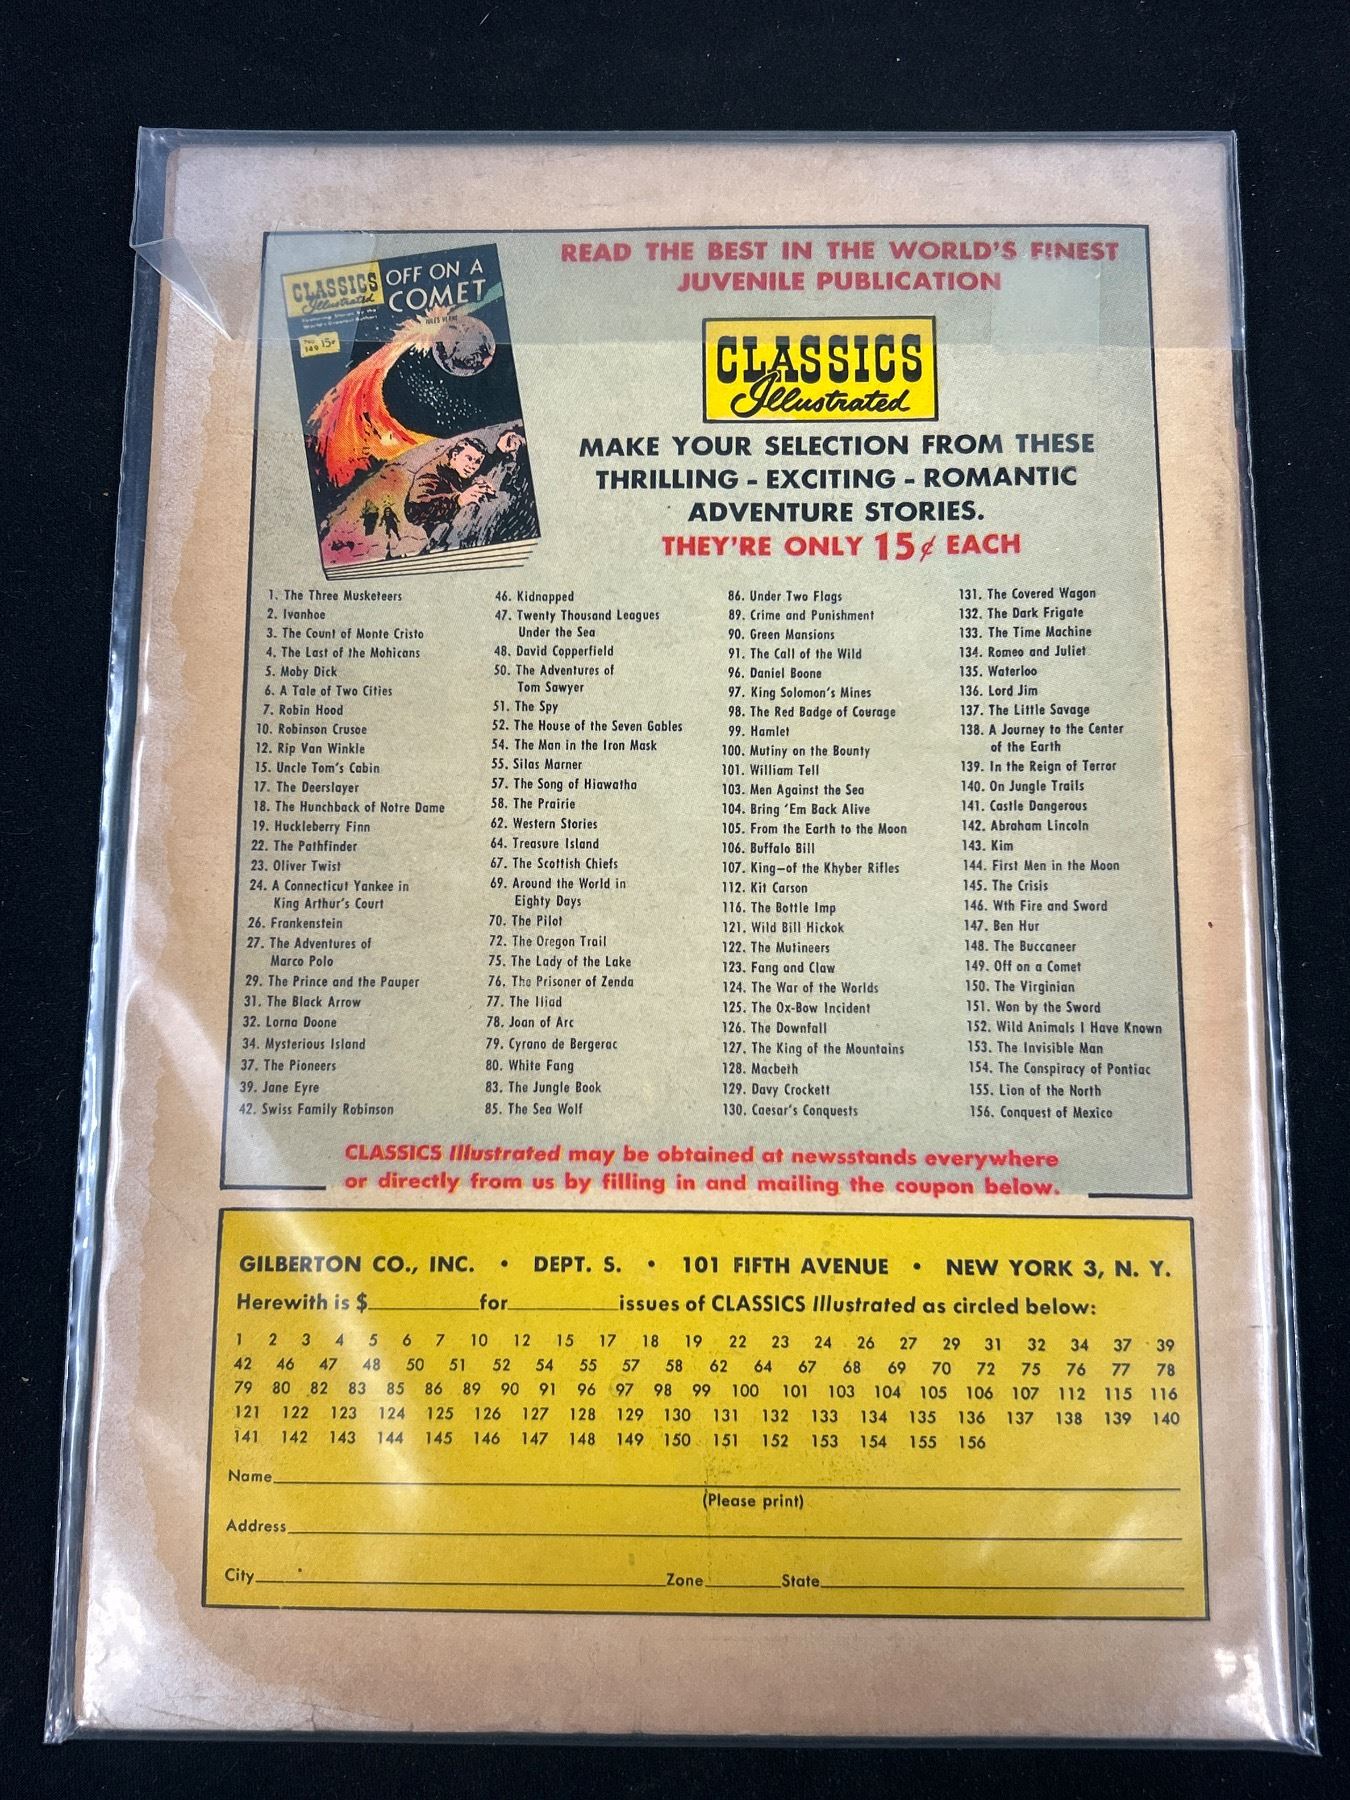 CLASSICS
Illustrated
Featuring Stories by the
World's Greatest Authors
NO.
149 15¢
OFF ON A
COMET
JULES VERNE
READ THE BEST IN THE WORLD'S FINEST
JUVENILE PUBLICATION
CLASSICS
Illustrated
MAKE YOUR SELECTION FROM THESE
THRILLING - EXCITING - ROMANTIC
ADVENTURE STORIES.
THEY'RE ONLY 15¢ EACH
1. The Three Musketeers
2. Ivanhoe
3. The Count of Monte Cristo
4. The Last of the Mohicans
5. Moby Dick
6. A Tale of Two Cities
7. Robin Hood
10. Robinson Crusoe
12. Rip Van Winkle
15. Uncle Tom's Cabin
17. The Deerslayer
18. The Hunchback of Notre Dame
19. Huckleberry Finn
22. The Pathfinder
23. Oliver Twist
24. A Connecticut Yankee in
King Arthur's Court
26. Frankenstein
27. The Adventures of
Marco Polo
29. The Prince and the Pauper
31. The Black Arrow
32. Lorna Doone
34. Mysterious Island
37. The Pioneers
39. Jane Eyre
42. Swiss Family Robinson
46. Kidnapped
47. Twenty Thousand Leagues
Under the Sea
48. David Copperfield
50. The Adventures of
Tom Sawyer
51. The Spy
52. The House of the Seven Gables
54. The Man in the Iron Mask
55. Silas Marner
57. The Song of Hiawatha
58. The Prairie
62. Western Stories
64. Treasure Island
67. The Scottish Chiefs
69. Around the World in
Eighty Days
70. The Pilot
72. The Oregon Trail
75. The Lady of the Lake
76. The Prisoner of Zenda
77. The Iliad
78. Joan of Arc
79. Cyrano de Bergerac
80. White Fang
83. The Jungle Book
85. The Sea Wolf
86. Under Two Flags
89. Crime and Punishment
90. Green Mansions
91. The Call of the Wild
96. Daniel Boone
97. King Solomon's Mines
98. The Red Badge of Courage
99. Hamlet
100. Mutiny on the Bounty
101. William Tell
103. Men Against the Sea
104. Bring 'Em Back Alive
105. From the Earth to the Moon
106. Buffalo Bill
107. King—of the Khyber Rifles
112. Kit Carson
116. The Bottle Imp
121. Wild Bill Hickok
122. The Mutineers
123. Fang and Claw
124. The War of the Worlds
125. The Ox-Bow Incident
126. The Downfall
127. The King of the Mountains
128. Macbeth
129. Davy Crockett
130. Caesar's Conquests
131. The Covered Wagon
132. The Dark Frigate
133. The Time Machine
134. Romeo and Juliet
135. Waterloo
136. Lord Jim
137. The Little Savage
138. A Journey to the Center
of the Earth
139. In the Reign of Terror
140. On Jungle Trails
141. Castle Dangerous
142. Abraham Lincoln
143. Kim
144. First Men in the Moon
145. The Crisis
146. Wth Fire and Sword
147. Ben Hur
148. The Buccaneer
149. Off on a Comet
150. The Virginian
151. Won by the Sword
152. Wild Animals I Have Known
153. The Invisible Man
154. The Conspiracy of Pontiac
155. Lion of the North
156. Conquest of Mexico
CLASSICS Illustrated may be obtained at newsstands everywhere
or directly from us by filling in and mailing the coupon below.
GILBERTON CO., INC. • DEPT. S. • 101 FIFTH AVENUE • NEW YORK 3, N. Y.
Herewith is $__________for__________issues of CLASSICS Illustrated as circled below:
1 2 3 4 5 6 7 10 12 15 17 18 19 22 23 24 26 27 29 31 32 34 37 39
42 46 47 48 50 51 52 54 55 57 58 62 64 67 68 69 70 72 75 76 77 78
79 80 82 83 85 86 89 90 91 96 97 98 99 100 101 103 104 105 106 107 112 115 116
121 122 123 124 125 126 127 128 129 130 131 132 133 134 135 136 137 138 139 140
141 142 143 144 145 146 147 148 149 150 151 152 153 154 155 156
Name
(Please print)
Address
City__________Zone__________State__________